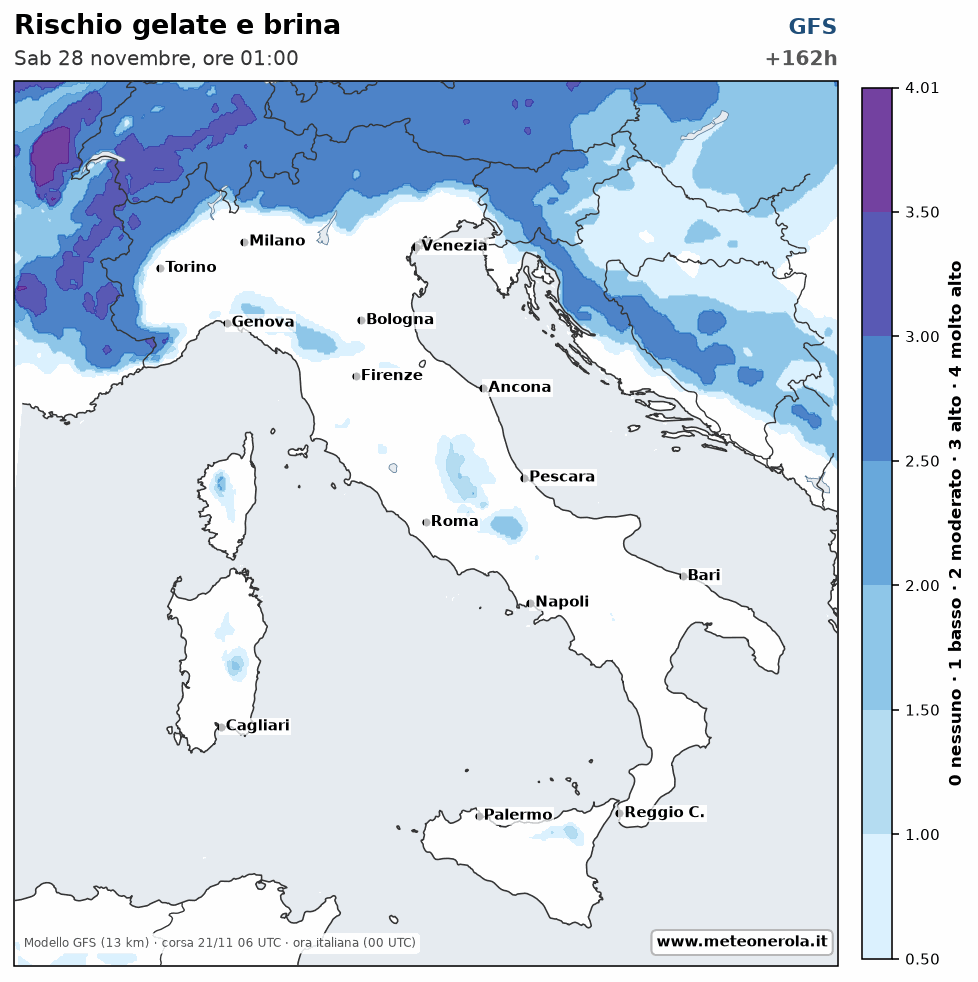 Rischio gelate e brina
GFS
Sab 28 novembre, ore 01:00
+162h
4.01
3.50
3.00
2.50
2.00
1.50
1.00
0.50
0 nessuno · 1 basso · 2 moderato · 3 alto · 4 molto alto
Milano
Venezia
Torino
Genova
Bologna
Firenze
Ancona
Pescara
Roma
Bari
Napoli
Cagliari
Palermo
Reggio C.
Modello GFS (13 km) · corsa 21/11 06 UTC · ora italiana (00 UTC)
www.meteonerola.it